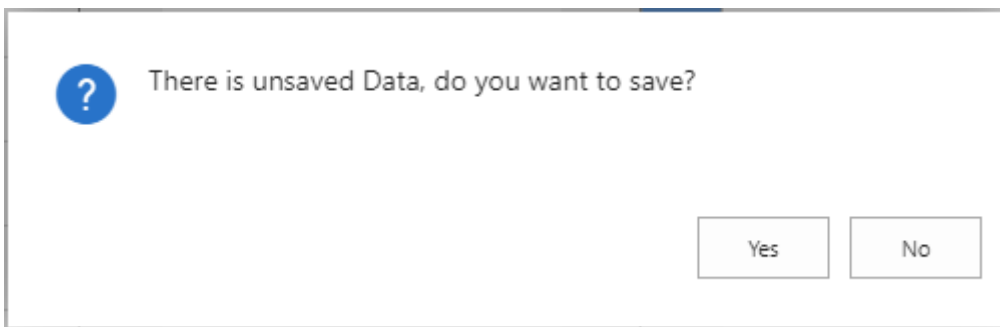 ?
There is unsaved Data, do you want to save?
Yes No